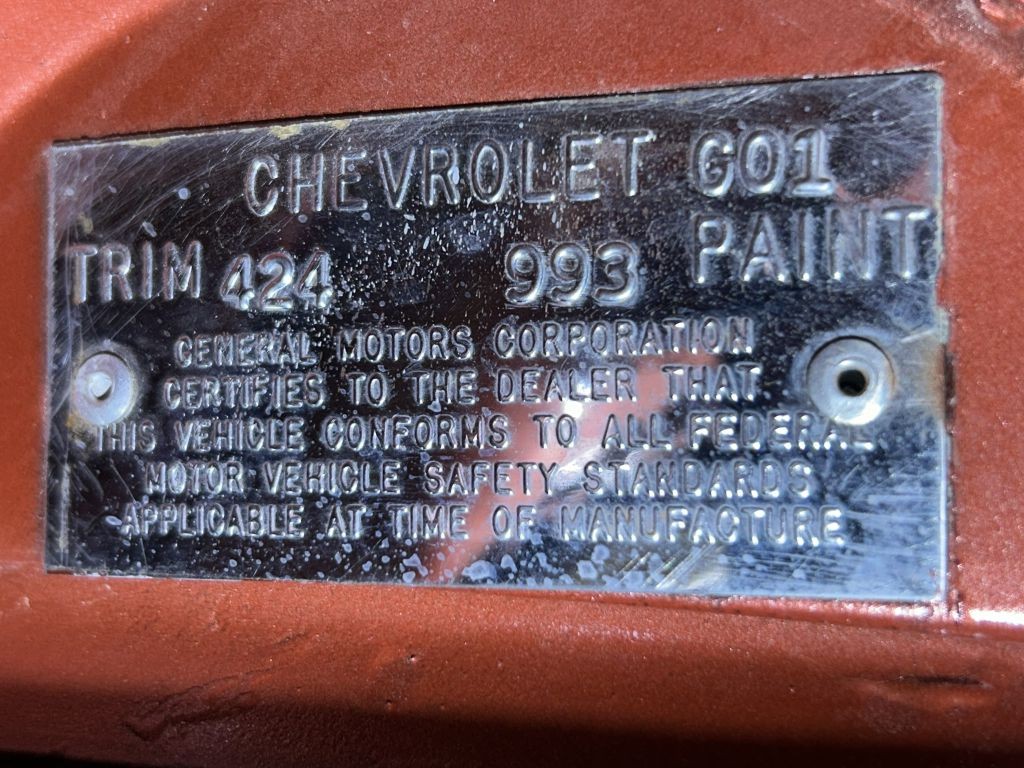 CHEVROLET G01
TRIM 424 993 PAINT
GENERAL MOTORS CORPORATION
CERTIFIES TO THE DEALER THAT
THIS VEHICLE CONFORMS TO ALL FEDERAL
MOTOR VEHICLE SAFETY STANDARDS
APPLICABLE AT TIME OF MANUFACTURE